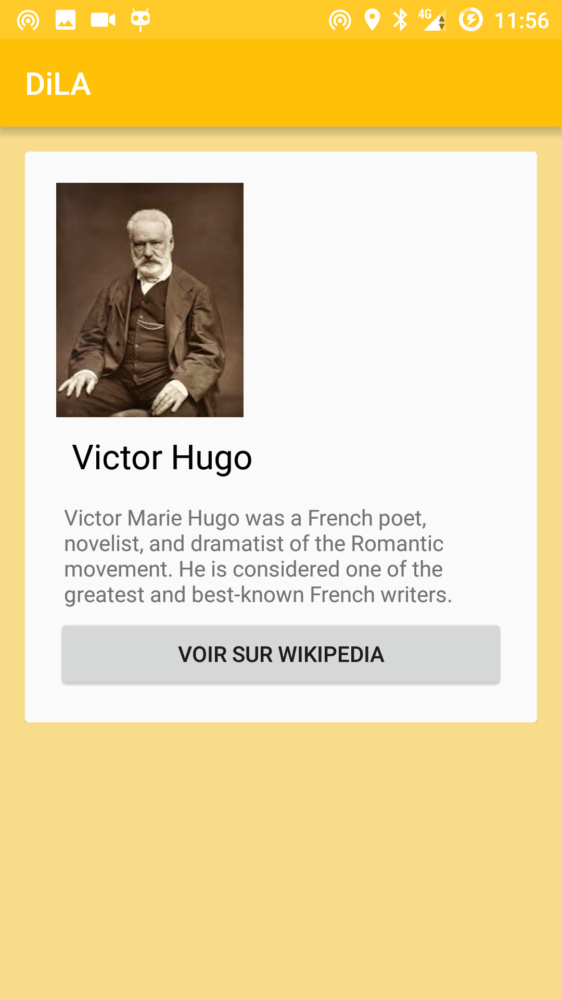 4G 11:56
DiLA
Victor Hugo
Victor Marie Hugo was a French poet,
novelist, and dramatist of the Romantic
movement. He is considered one of the
greatest and best-known French writers.
VOIR SUR WIKIPEDIA